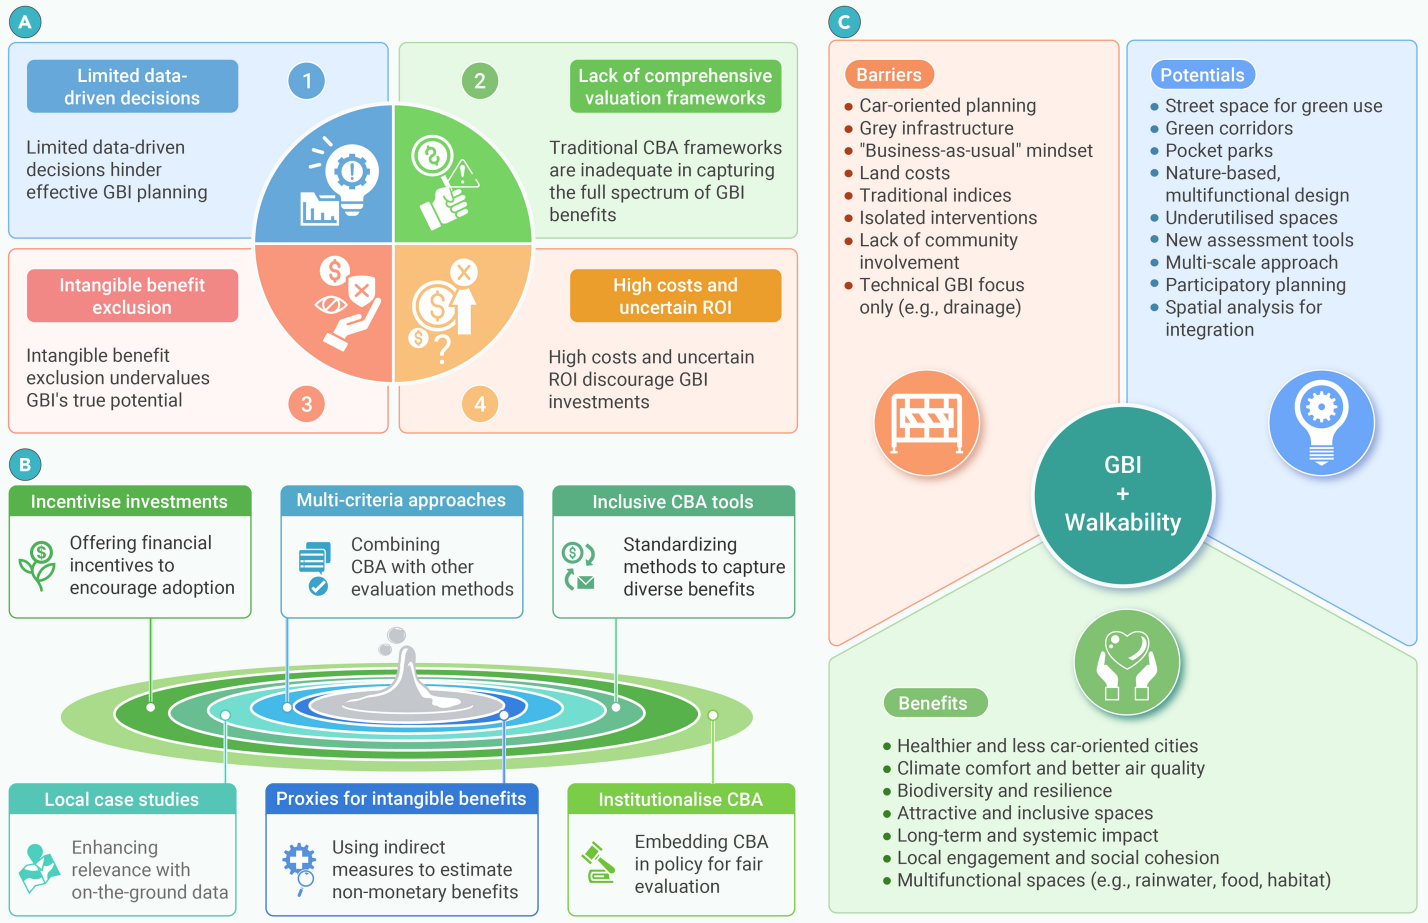 A
Limited data-
driven decisions
1
Limited data-driven
decisions hinder
effective GBI planning
2
Lack of comprehensive
valuation frameworks
Traditional CBA frameworks
are inadequate in capturing
the full spectrum of GBI
benefits
Intangible benefit
exclusion
Intangible benefit
exclusion undervalues
GBI's true potential
3
High costs and
uncertain ROI
High costs and uncertain
ROI discourage GBI
investments
4
B
Incentivise investments
Offering financial
incentives to
encourage adoption
Multi-criteria approaches
Combining
CBA with other
evaluation methods
Inclusive CBA tools
Standardizing
methods to capture
diverse benefits
Local case studies
Enhancing
relevance with
on-the-ground data
Proxies for intangible benefits
Using indirect
measures to estimate
non-monetary benefits
Institutionalise CBA
Embedding CBA
in policy for fair
evaluation
C
Barriers
• Car-oriented planning
• Grey infrastructure
• "Business-as-usual" mindset
• Land costs
• Traditional indices
• Isolated interventions
• Lack of community
involvement
• Technical GBI focus
only (e.g., drainage)
Potentials
• Street space for green use
• Green corridors
• Pocket parks
• Nature-based,
multifunctional design
• Underutilised spaces
• New assessment tools
• Multi-scale approach
• Participatory planning
• Spatial analysis for
integration
GBI
+
Walkability
Benefits
• Healthier and less car-oriented cities
• Climate comfort and better air quality
• Biodiversity and resilience
• Attractive and inclusive spaces
• Long-term and systemic impact
• Local engagement and social cohesion
• Multifunctional spaces (e.g., rainwater, food, habitat)